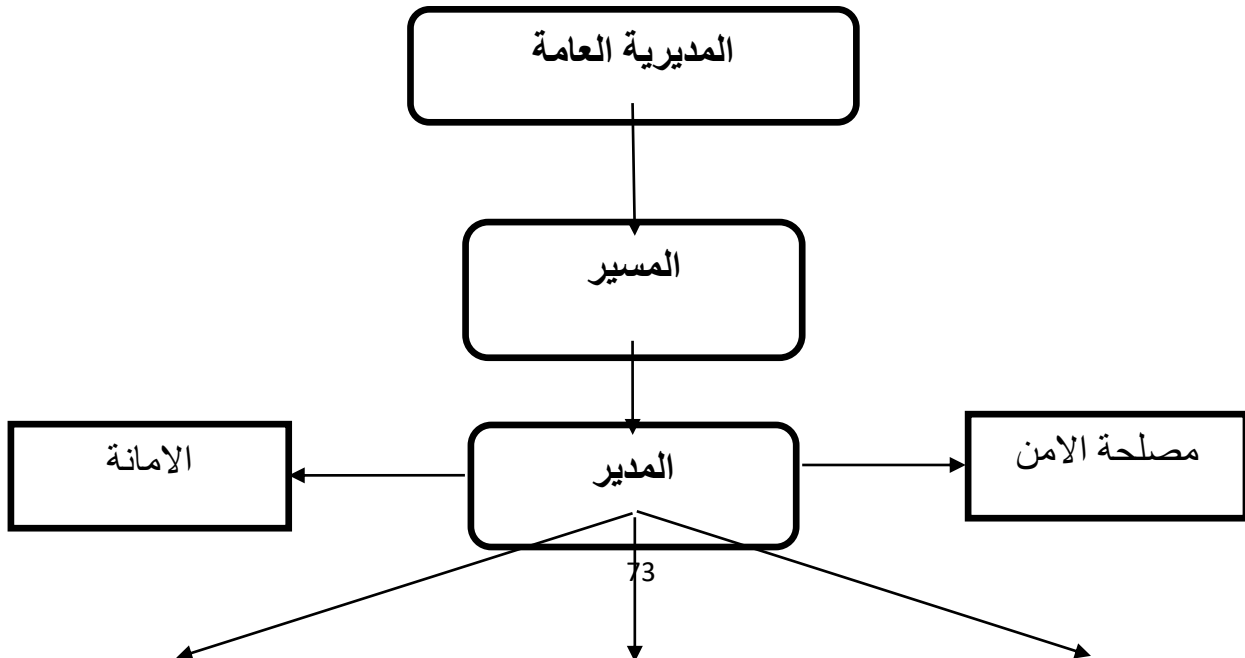 المديرية العامة
المسير
مصلحة الامن
المدير
الامانة
73